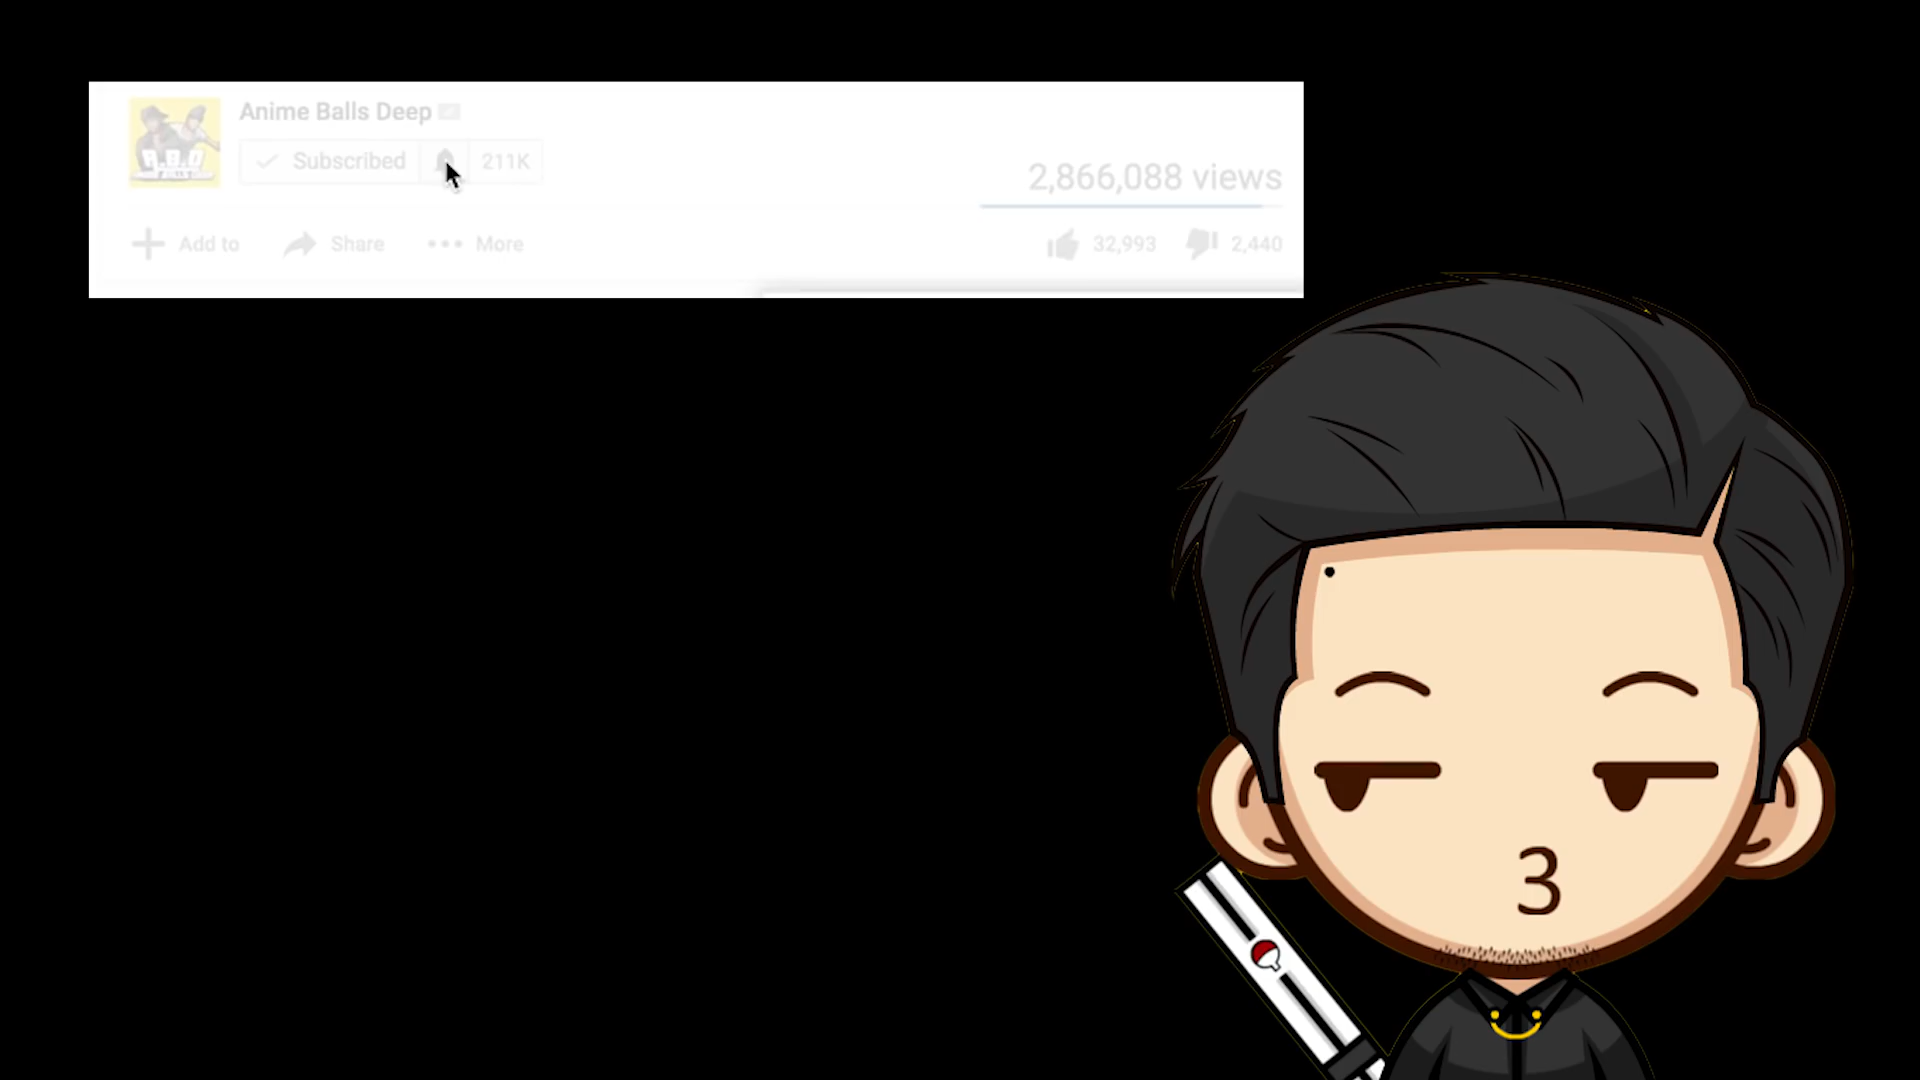 Anime Balls Deep
Subscribed 211K
2,866,088 views
Add to Share More 32,993 2,440
A.B.D
3